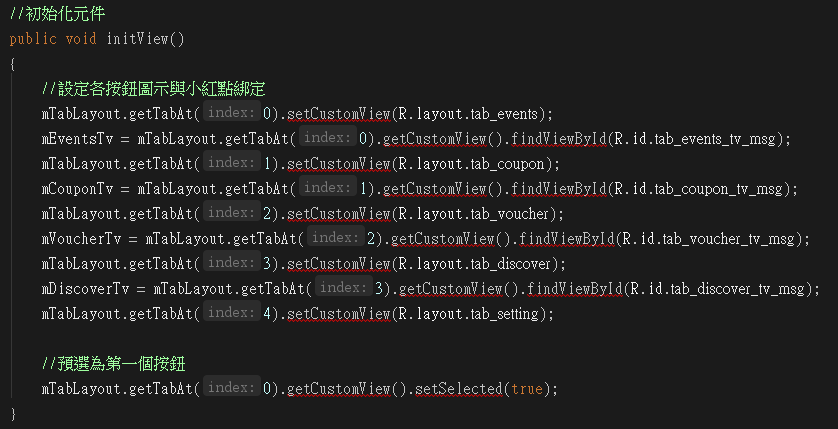 //初始化元件
public void initView()
{
//設定各按鈕圖示與小紅點綁定
mTabLayout.getTabAt( index: 0).setCustomView(R.layout.tab_events);
mEventsTv = mTabLayout.getTabAt( index: 0).getCustomView().findViewById(R.id.tab_events_tv_msg);
mTabLayout.getTabAt( index: 1).setCustomView(R.layout.tab_coupon);
mCouponTv = mTabLayout.getTabAt( index: 1).getCustomView().findViewById(R.id.tab_coupon_tv_msg);
mTabLayout.getTabAt( index: 2).setCustomView(R.layout.tab_voucher);
mVoucherTv = mTabLayout.getTabAt( index: 2).getCustomView().findViewById(R.id.tab_voucher_tv_msg);
mTabLayout.getTabAt( index: 3).setCustomView(R.layout.tab_discover);
mDiscoverTv = mTabLayout.getTabAt( index: 3).getCustomView().findViewById(R.id.tab_discover_tv_msg);
mTabLayout.getTabAt( index: 4).setCustomView(R.layout.tab_setting);
//預選為第一個按鈕
mTabLayout.getTabAt( index: 0).getCustomView().setSelected(true);
}